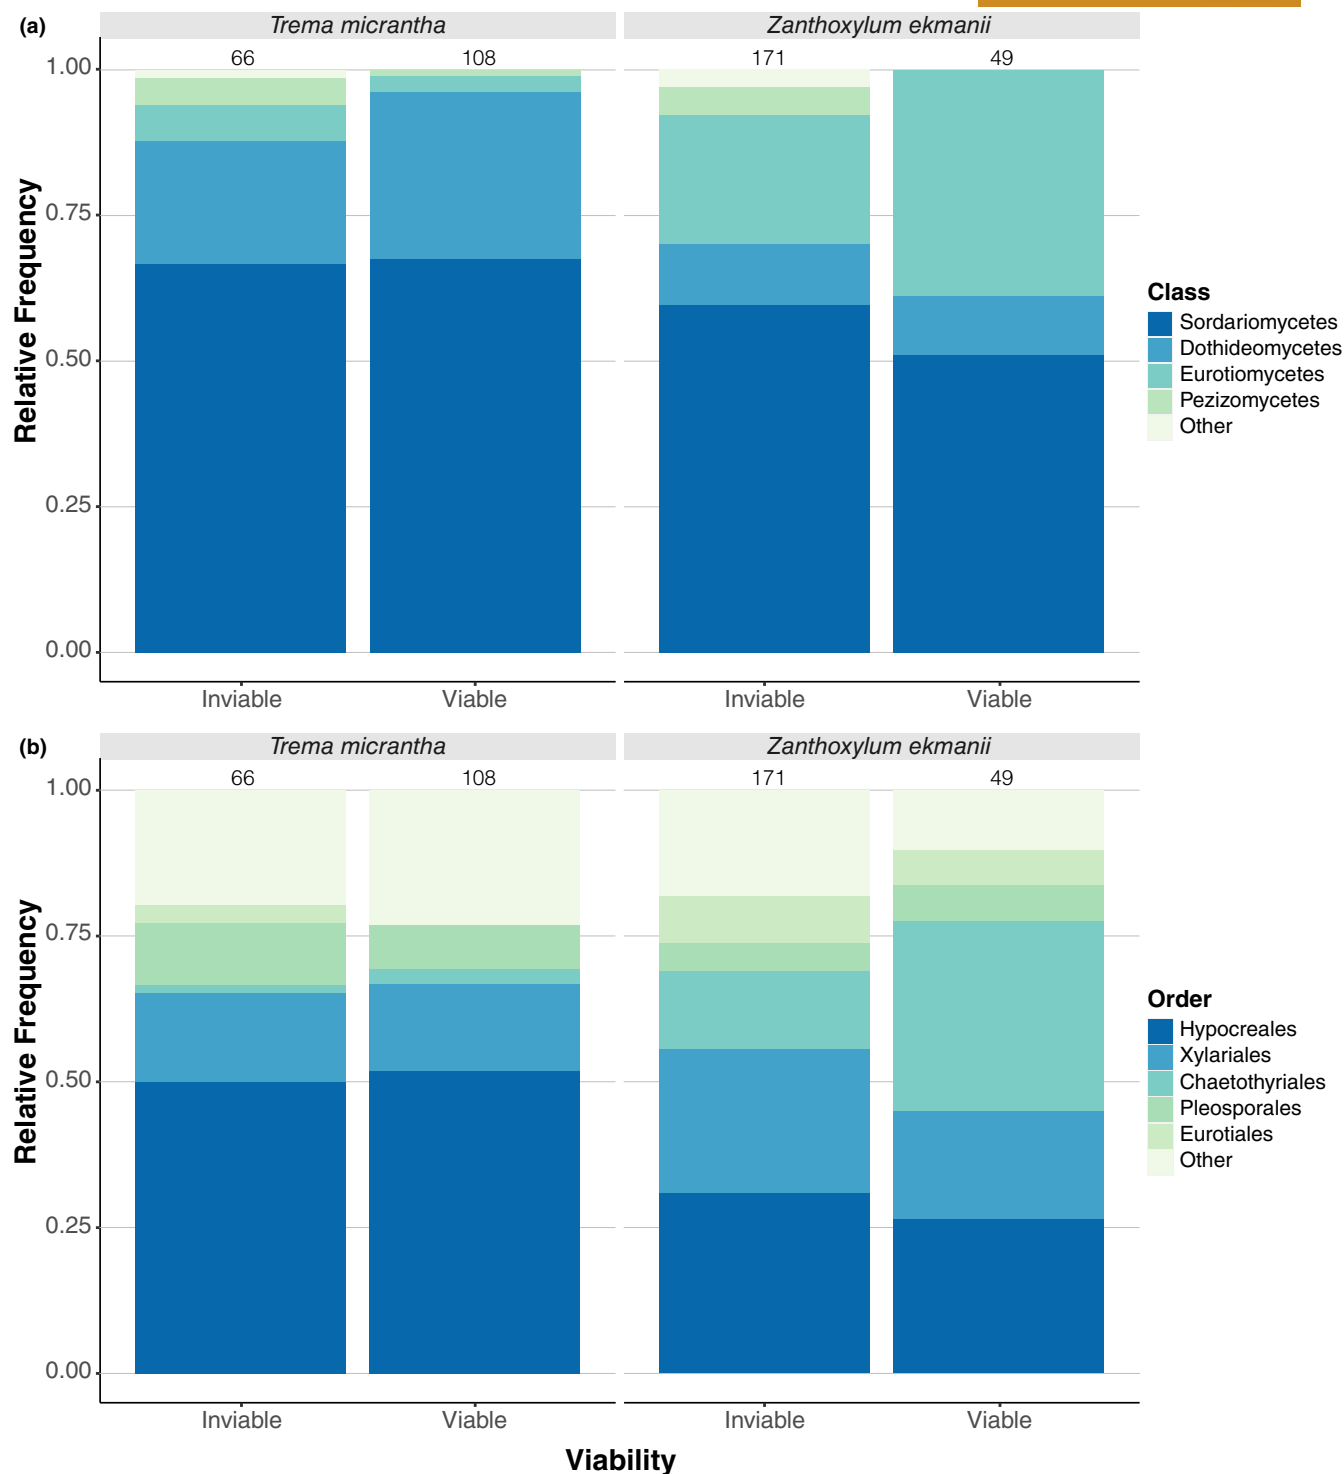 (a)
Trema micrantha
Zanthoxylum ekmanii
66
108
171
49
1.00
0.75
0.50
0.25
0.00
Relative Frequency
Inviable
Viable
Inviable
Viable
Class
Sordariomycetes
Dothideomycetes
Eurotiomycetes
Pezizomycetes
Other
(b)
Trema micrantha
Zanthoxylum ekmanii
66
108
171
49
1.00
0.75
0.50
0.25
0.00
Relative Frequency
Inviable
Viable
Inviable
Viable
Viability
Order
Hypocreales
Xylariales
Chaetothyriales
Pleosporales
Eurotiales
Other